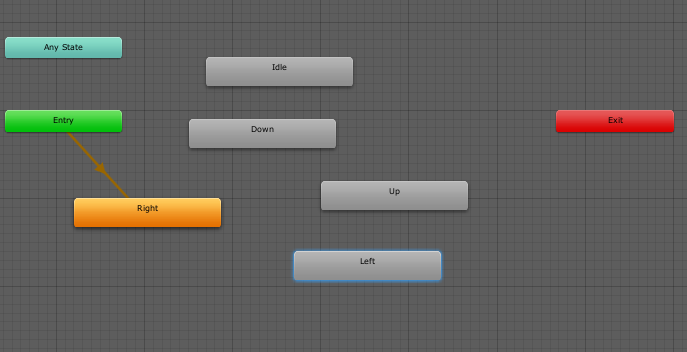 Any State
Idle
Entry
Down
Exit
Up
Right
Left